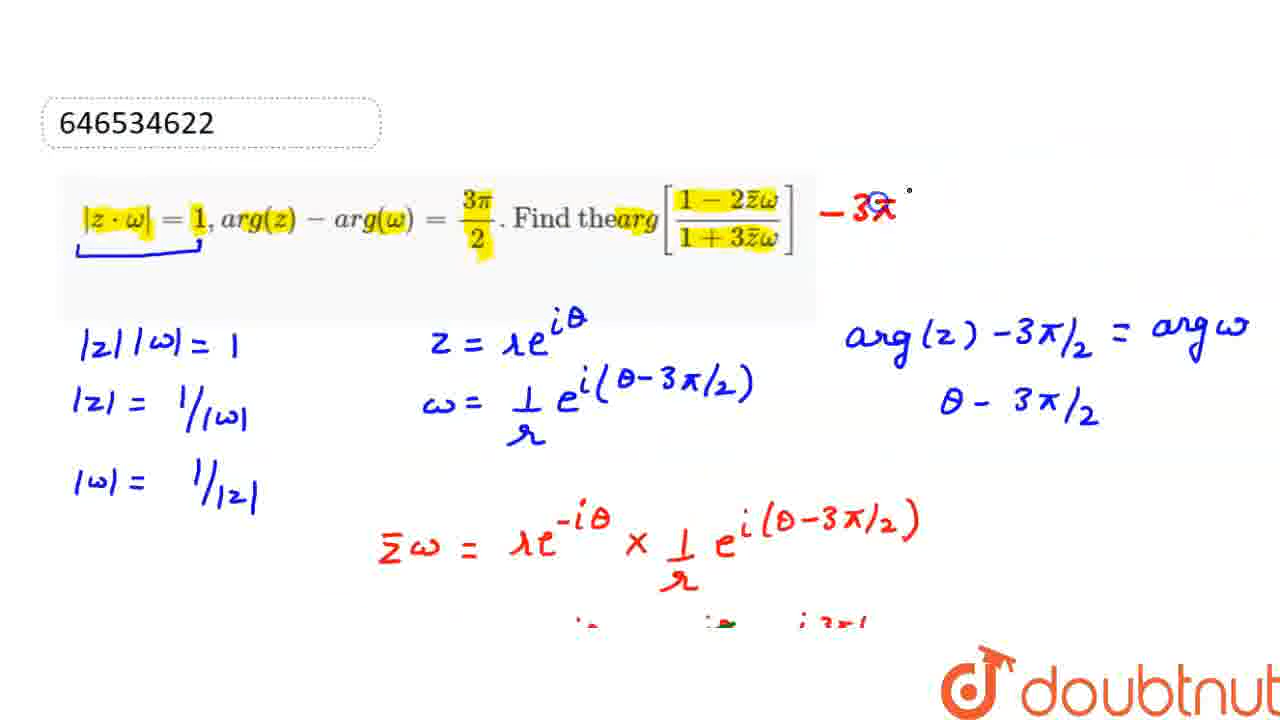 646534622
|z · ω| = 1, arg(z) − arg(ω) = 3π/2. Find the arg[(1 − 2z̄ω)/(1 + 3z̄ω)] − 3π
|z||ω| = 1
z = re^{iθ}
arg(z) − 3π/2 = arg ω
|z| = 1/|ω|
ω = 1/r e^{i(θ−3π/2)}
θ − 3π/2
|ω| = 1/|z|
z̄ω = re^{−iθ} × 1/r e^{i(θ−3π/2)}
doubtnut